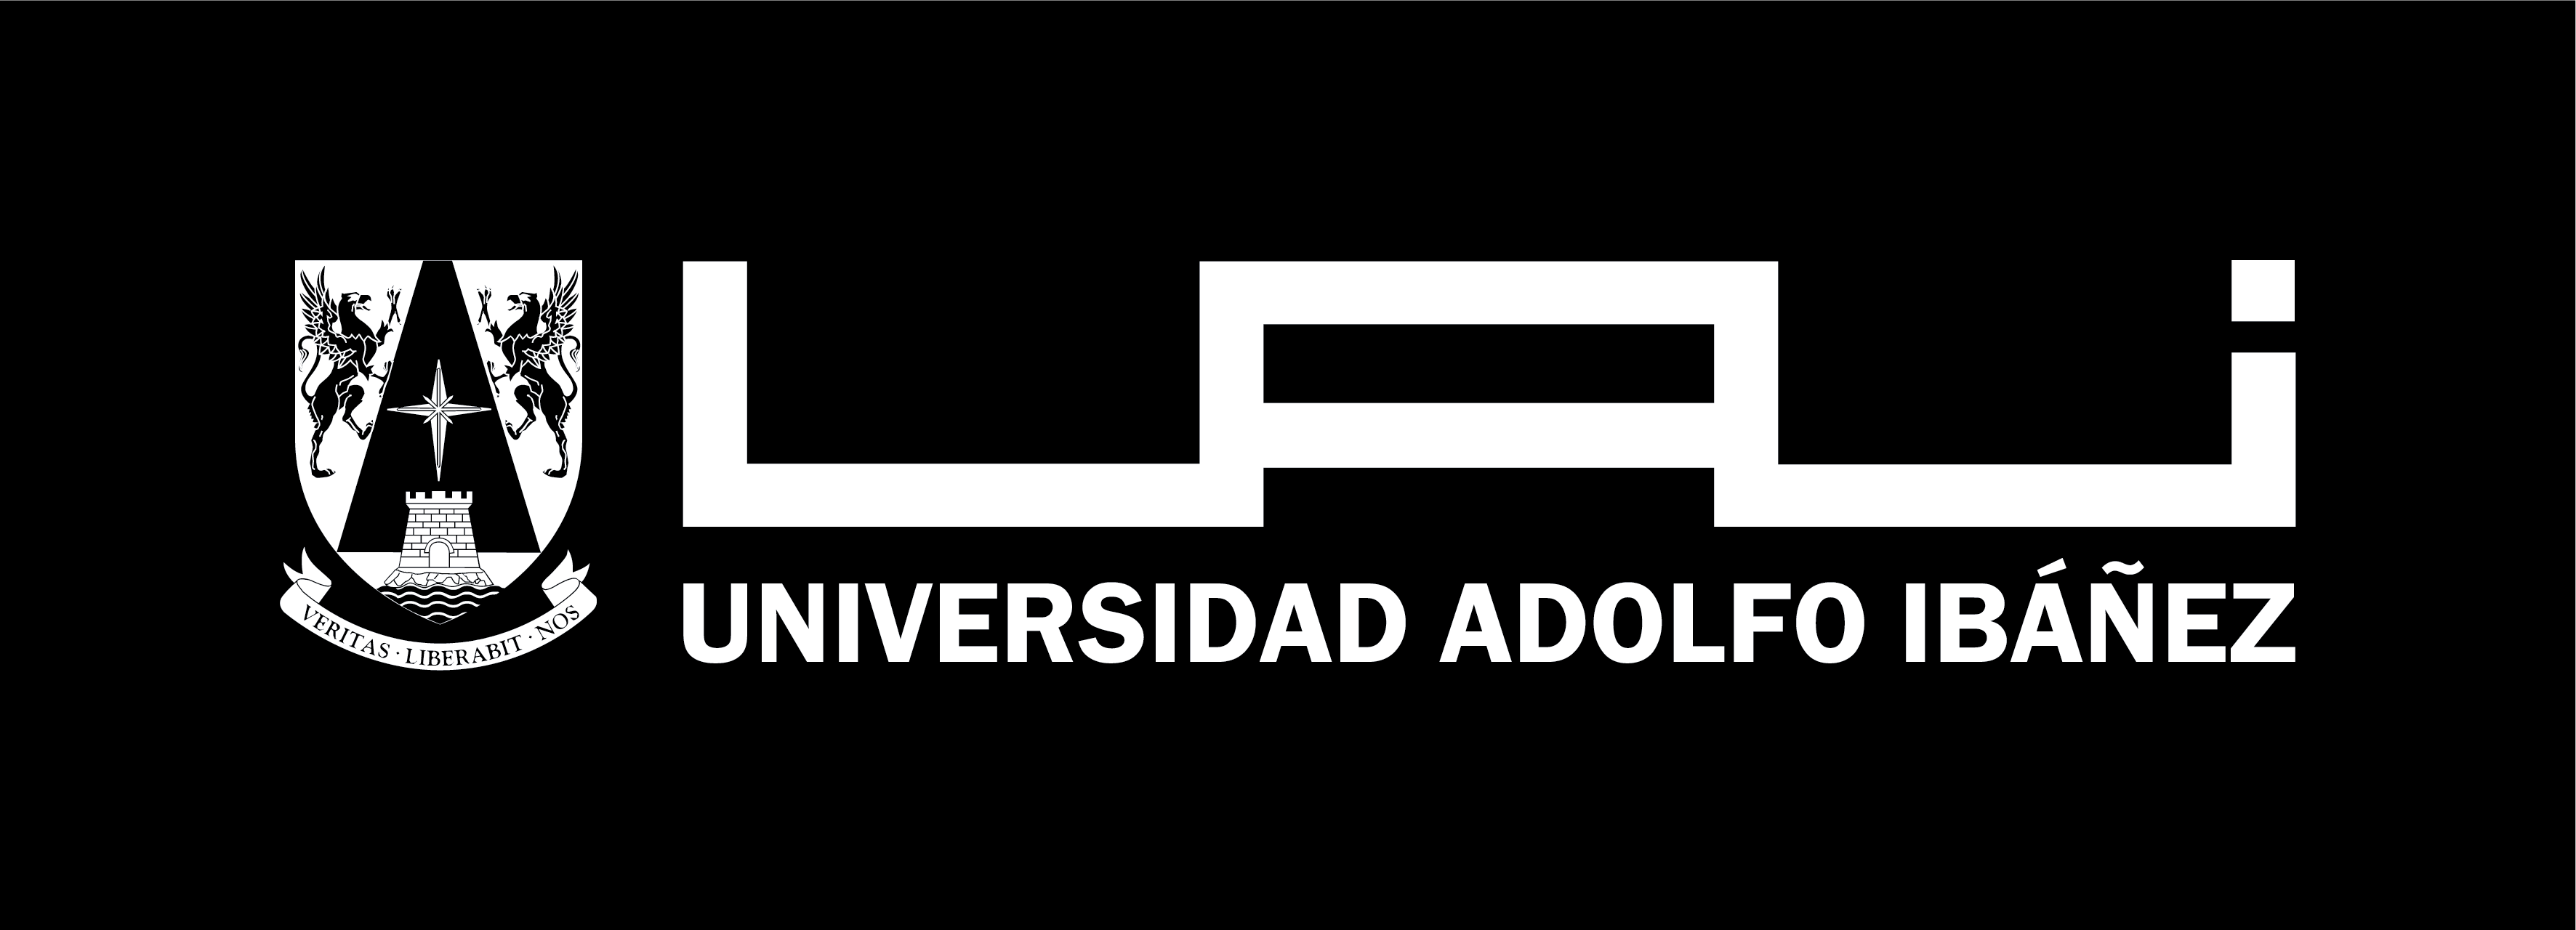 VERITAS · LIBERABIT · NOS
UAi
UNIVERSIDAD ADOLFO IBÁÑEZ